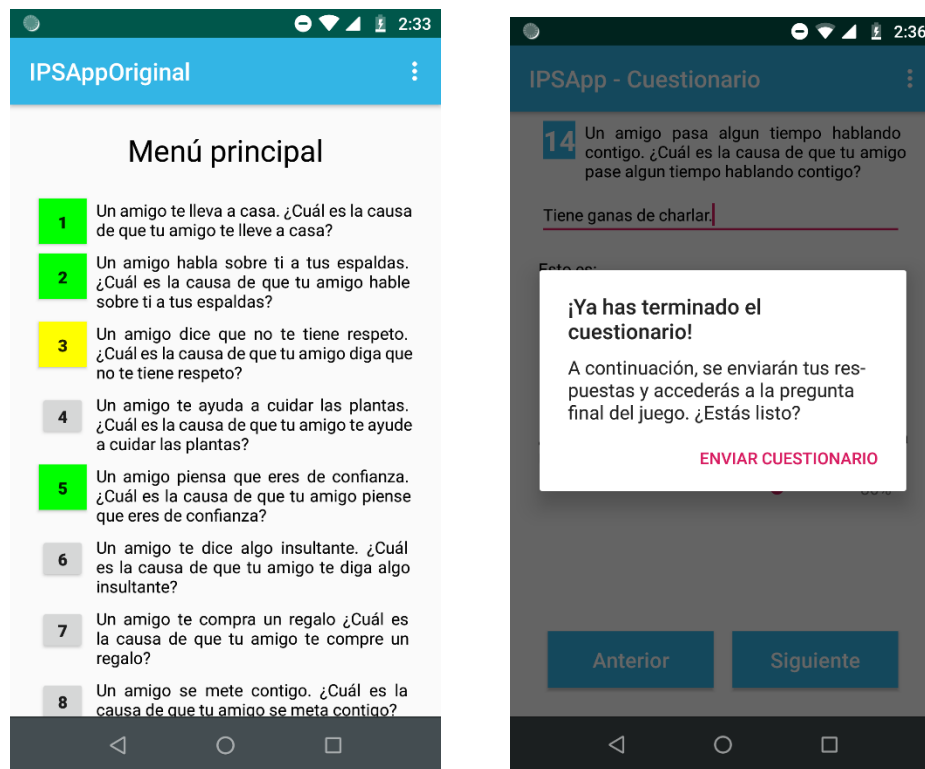 2:33
IPSAppOriginal
Menú principal
1
Un amigo te lleva a casa. ¿Cuál es la causa
de que tu amigo te lleve a casa?
2
Un amigo habla sobre ti a tus espaldas.
¿Cuál es la causa de que tu amigo hable
sobre ti a tus espaldas?
3
Un amigo dice que no te tiene respeto.
¿Cuál es la causa de que tu amigo diga que
no te tiene respeto?
4
Un amigo te ayuda a cuidar las plantas.
¿Cuál es la causa de que tu amigo te ayude
a cuidar las plantas?
5
Un amigo piensa que eres de confianza.
¿Cuál es la causa de que tu amigo piense
que eres de confianza?
6
Un amigo te dice algo insultante. ¿Cuál
es la causa de que tu amigo te diga algo
insultante?
7
Un amigo te compra un regalo ¿Cuál es
la causa de que tu amigo te compre un
regalo?
8
Un amigo se mete contigo. ¿Cuál es la
causa de que tu amigo se meta contigo?
2:36
IPSApp - Cuestionario
14
Un amigo pasa algun tiempo hablando
contigo. ¿Cuál es la causa de que tu amigo
pase algun tiempo hablando contigo?
Tiene ganas de charlar.
Esto es:
¡Ya has terminado el
cuestionario!
A continuación, se enviarán tus res-
puestas y accederás a la pregunta
final del juego. ¿Estás listo?
ENVIAR CUESTIONARIO
Anterior
Siguiente